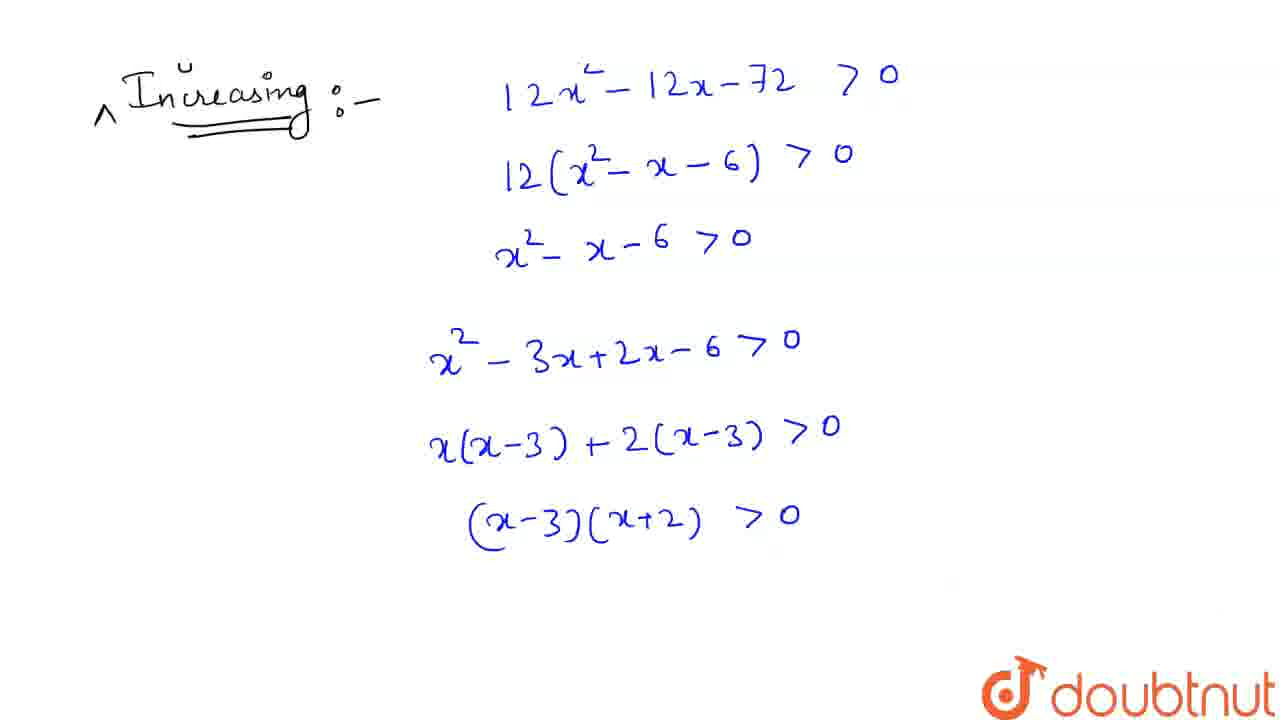 Increasing :-
12x² - 12x - 72 > 0
12(x² - x - 6) > 0
x² - x - 6 > 0
x² - 3x + 2x - 6 > 0
x(x-3) + 2(x-3) > 0
(x-3)(x+2) > 0
doubtnut